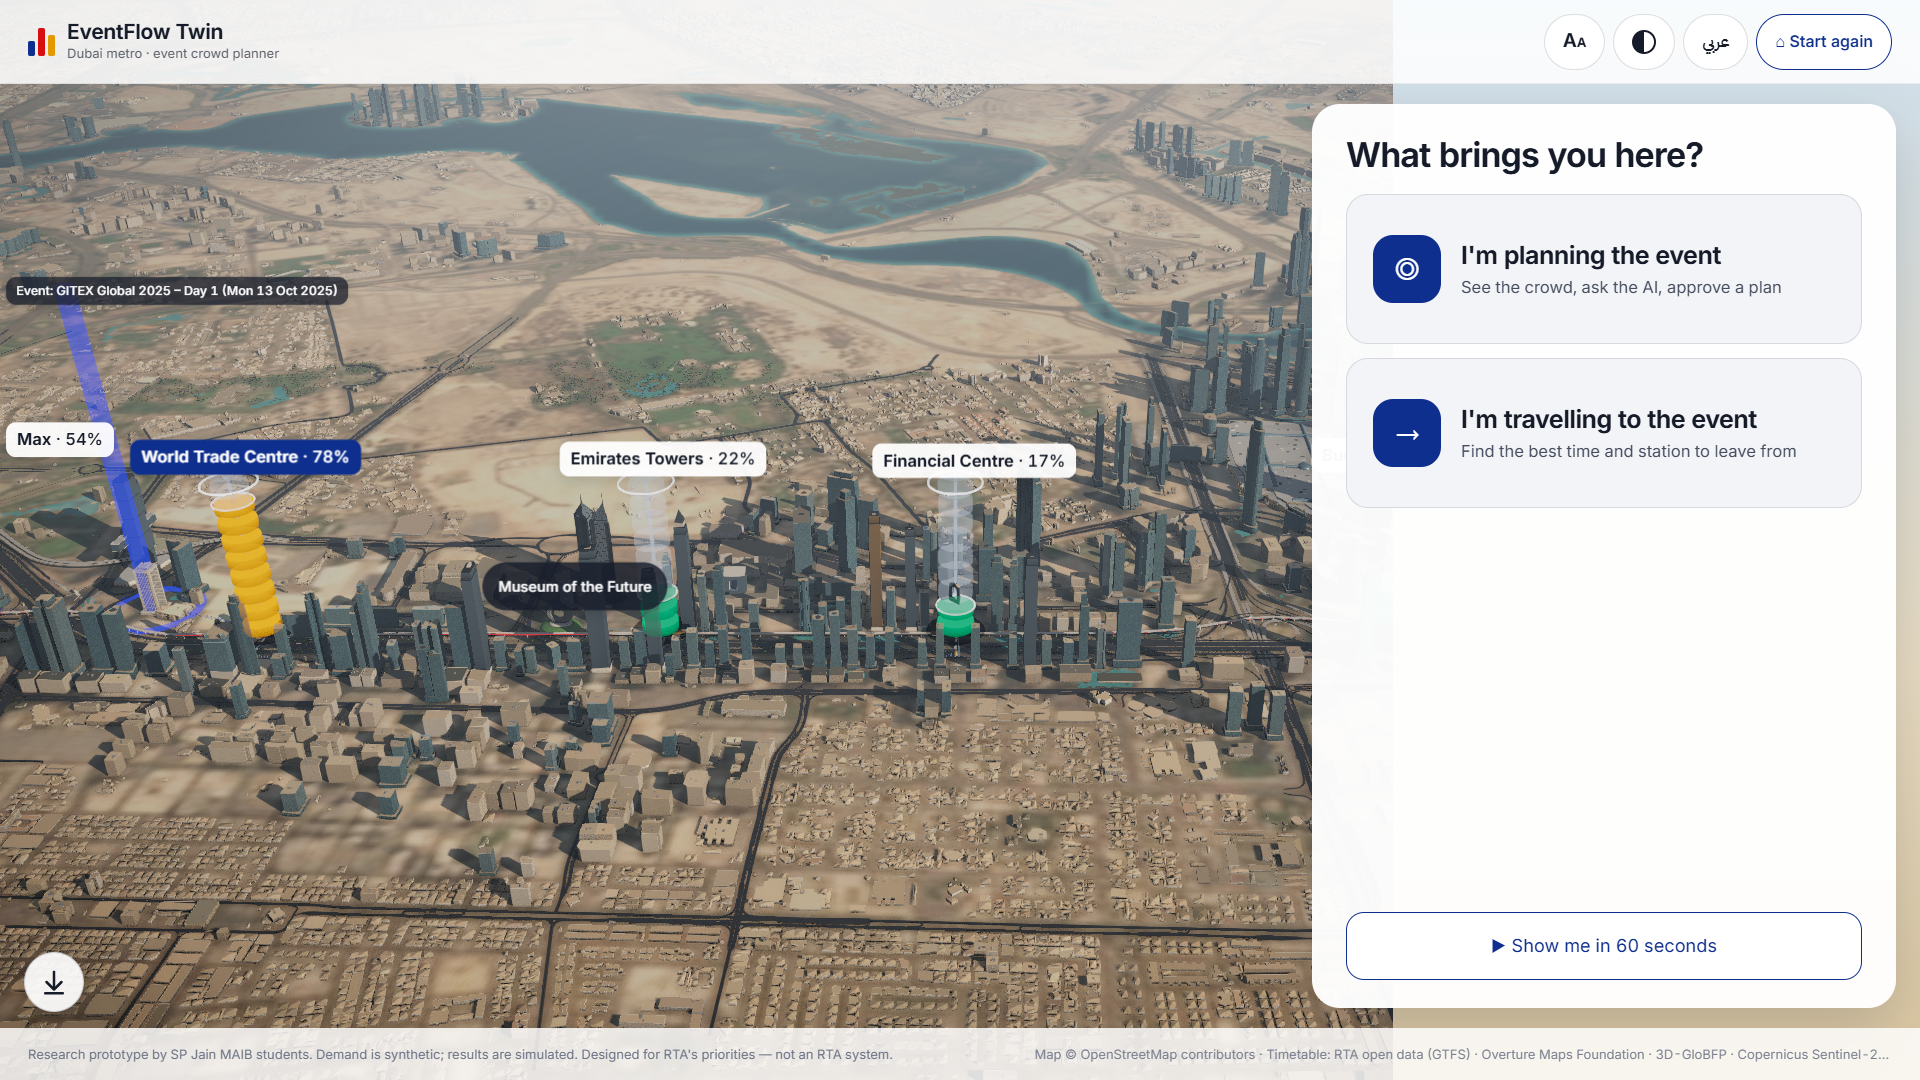 EventFlow Twin
Dubai metro · event crowd planner
AA
عربي
⌂ Start again
What brings you here?
I'm planning the event
See the crowd, ask the AI, approve a plan
I'm travelling to the event
Find the best time and station to leave from
▶ Show me in 60 seconds
Event: GITEX Global 2025 – Day 1 (Mon 13 Oct 2025)
Max · 54%
World Trade Centre · 78%
Emirates Towers · 22%
Financial Centre · 17%
Museum of the Future
Research prototype by SP Jain MAIB students. Demand is synthetic; results are simulated. Designed for RTA's priorities — not an RTA system.
Map © OpenStreetMap contributors · Timetable: RTA open data (GTFS) · Overture Maps Foundation · 3D-GloBFP · Copernicus Sentinel-2...